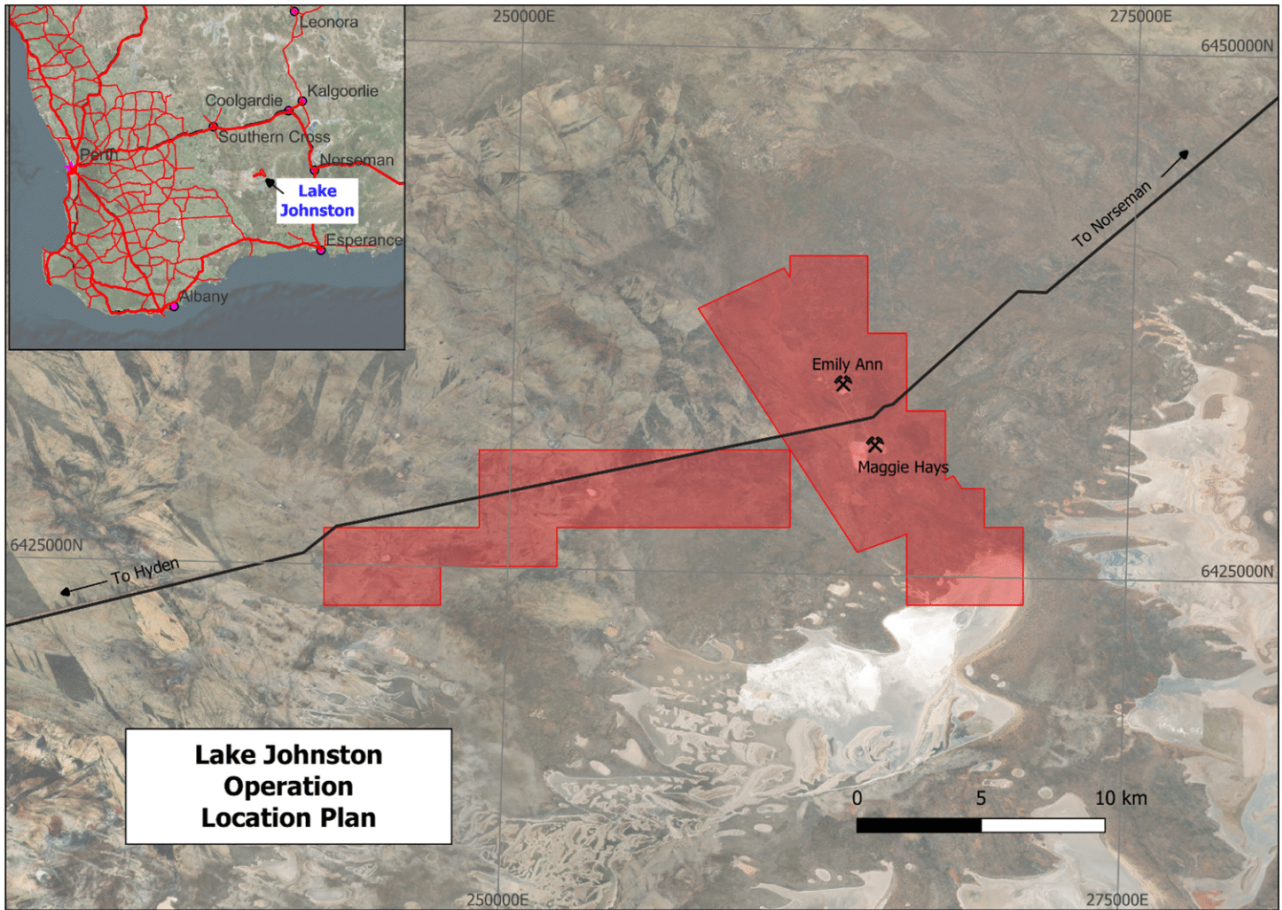 250000E
275000E
6450000N
Leonora
Kalgoorlie
Coolgardie
Southern Cross
Perth
Norseman
Lake
Johnston
Esperance
Albany
To Norseman
Emily Ann
Maggie Hays
6425000N
6425000N
To Hyden
Lake Johnston
Operation
Location Plan
0 5 10 km
250000E
275000E